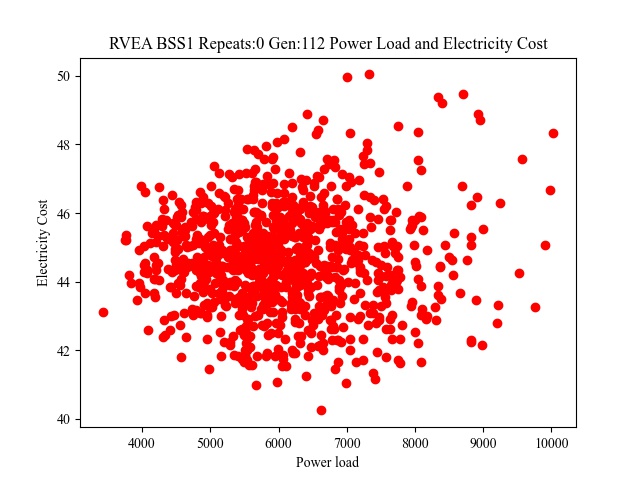 RVEA BSS1 Repeats:0 Gen:112 Power Load and Electricity Cost
50
48
46
44
42
40
Electricity Cost
4000 5000 6000 7000 8000 9000 10000
Power load